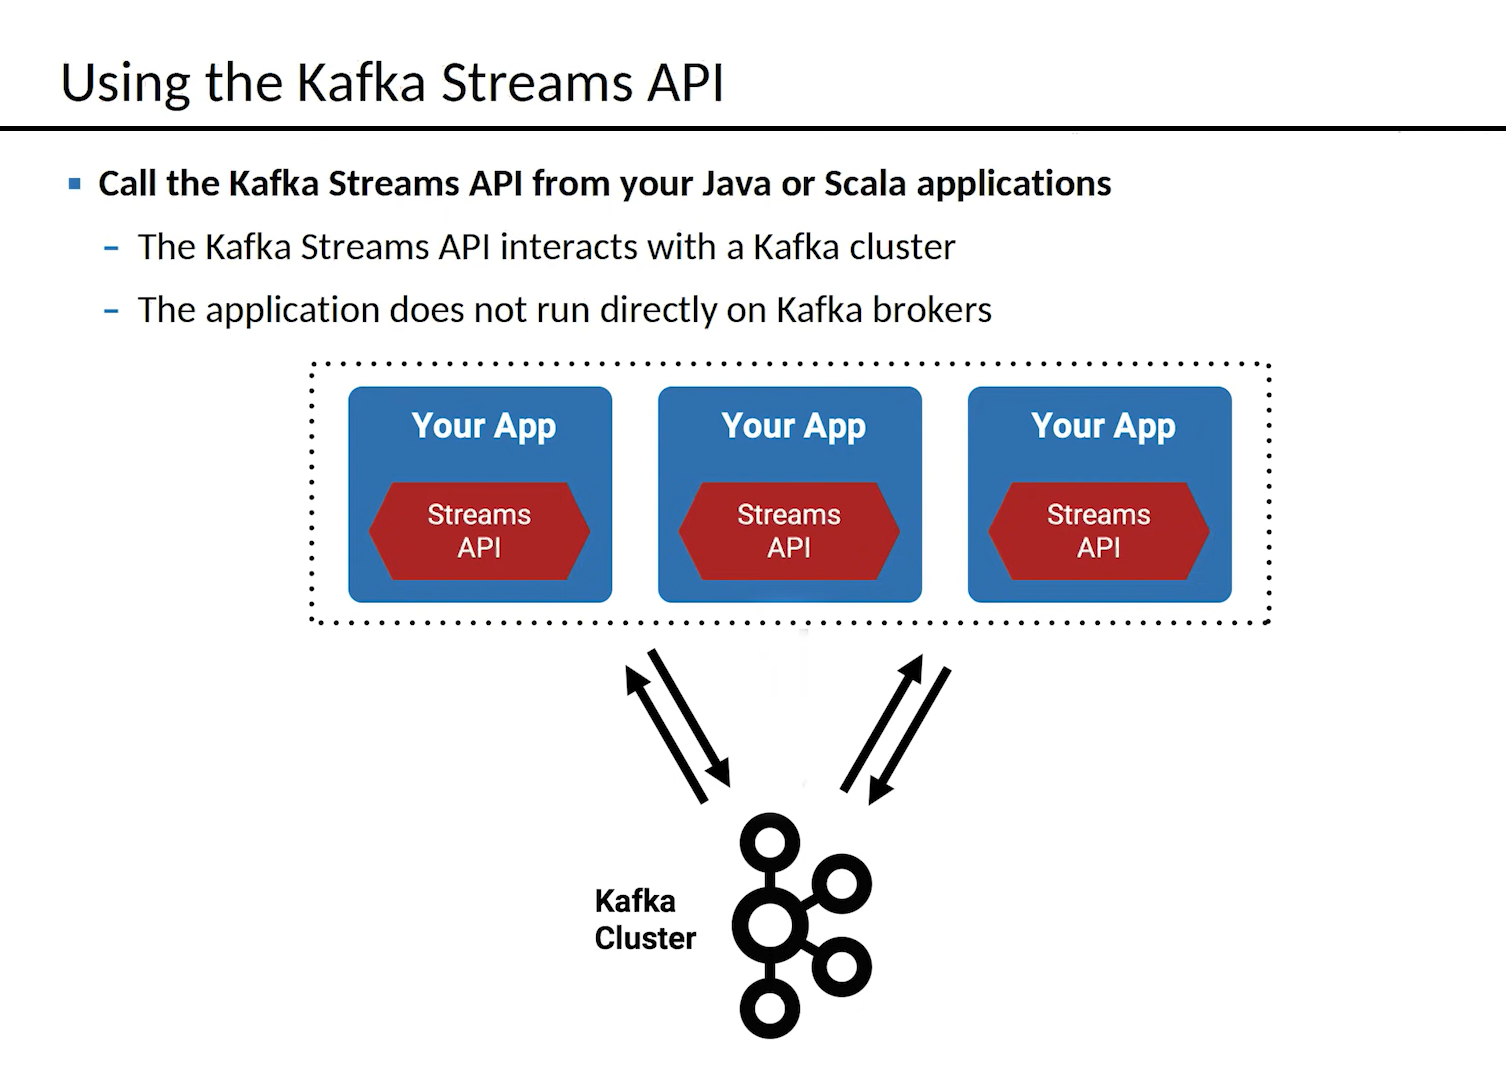 Using the Kafka Streams API
▪ Call the Kafka Streams API from your Java or Scala applications
– The Kafka Streams API interacts with a Kafka cluster
– The application does not run directly on Kafka brokers
Your App
Streams
API
Your App
Streams
API
Your App
Streams
API
Kafka
Cluster